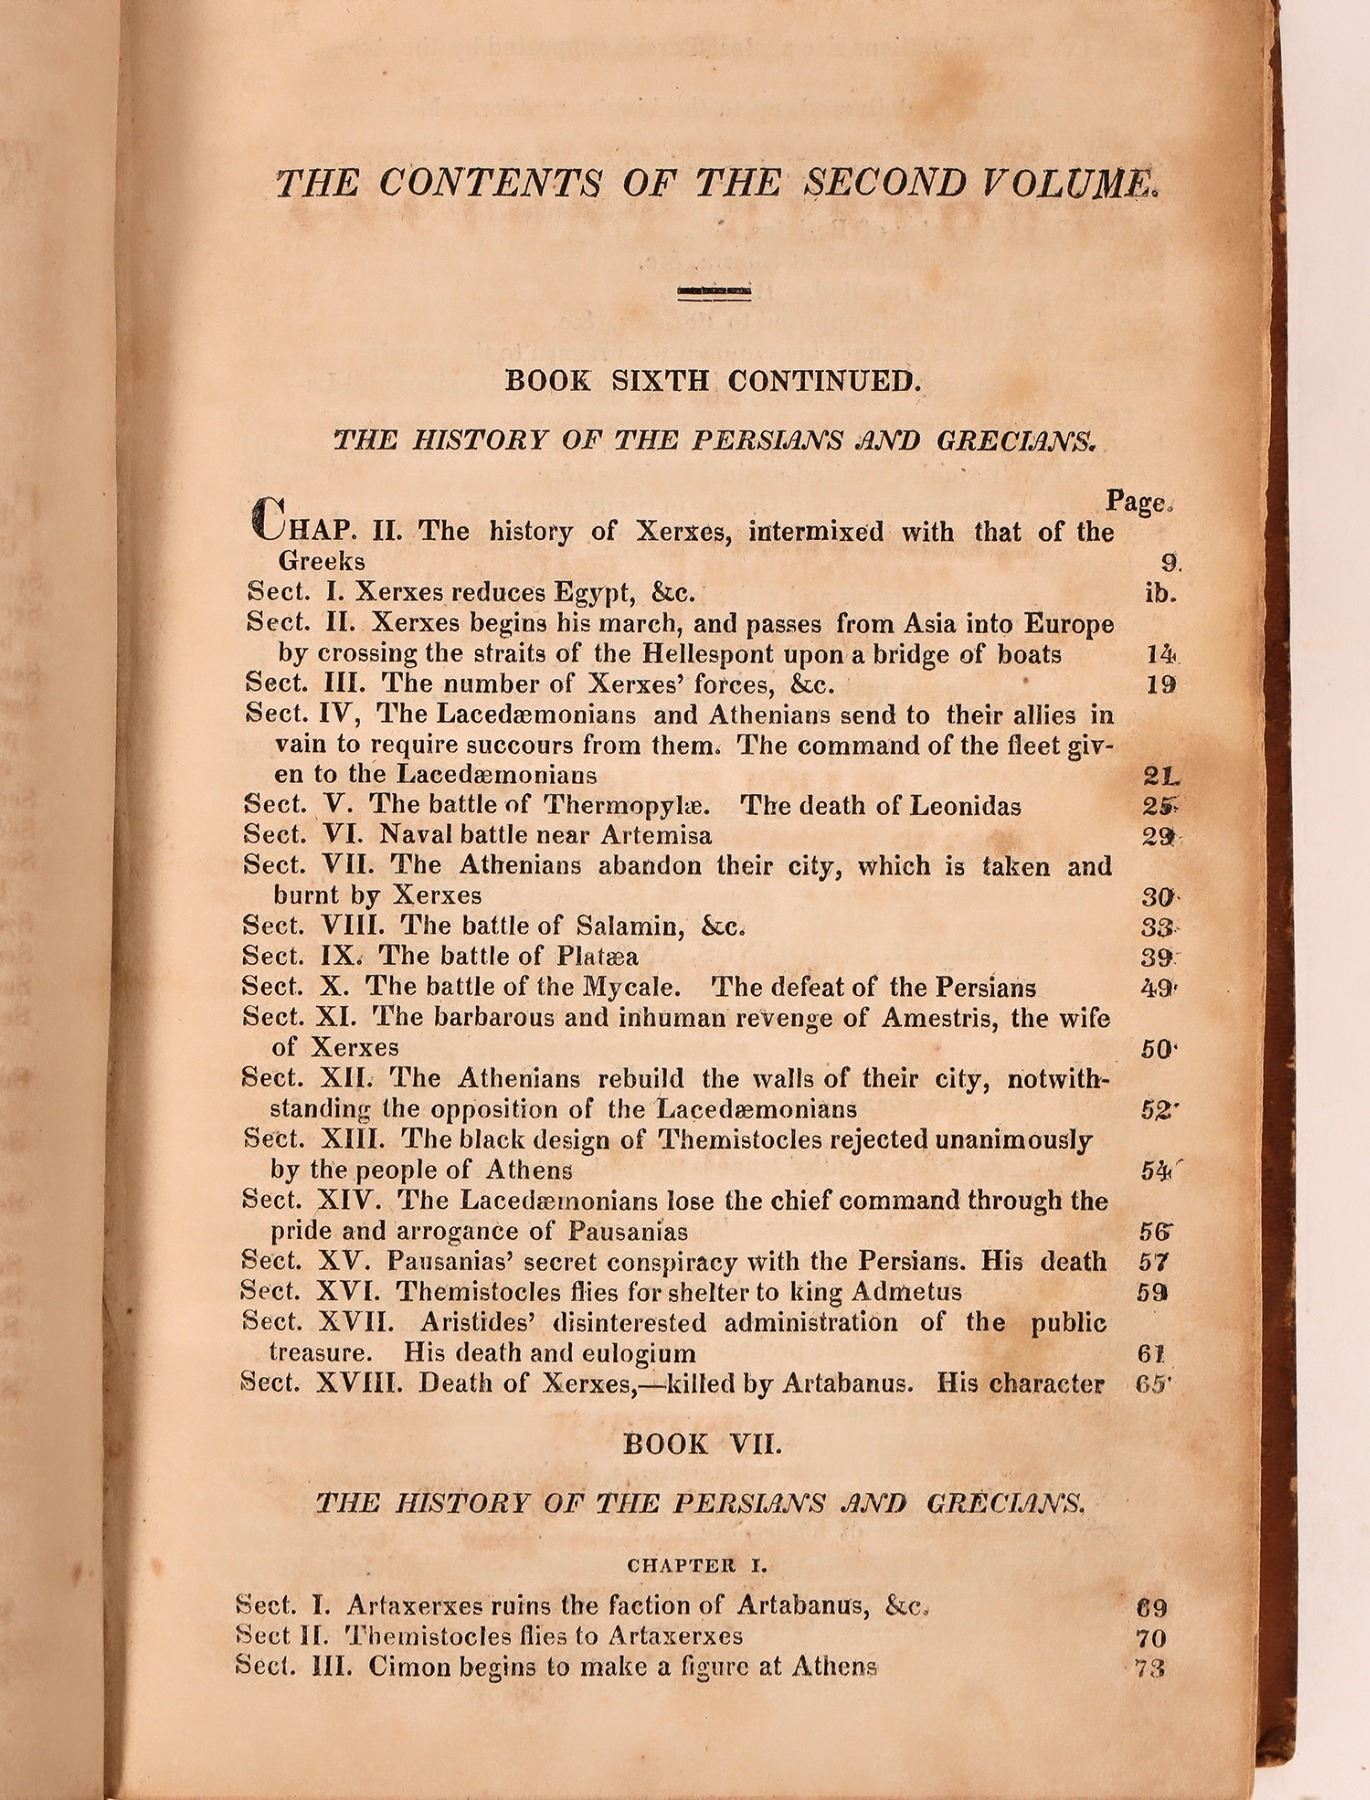 THE CONTENTS OF THE SECOND VOLUME.
BOOK SIXTH CONTINUED.
THE HISTORY OF THE PERSIANS AND GRECIANS.
Page.
CHAP. II. The history of Xerxes, intermixed with that of the
Greeks 9.
Sect. I. Xerxes reduces Egypt, &c. ib.
Sect. II. Xerxes begins his march, and passes from Asia into Europe
by crossing the straits of the Hellespont upon a bridge of boats 14
Sect. III. The number of Xerxes' forces, &c. 19
Sect. IV, The Lacedæmonians and Athenians send to their allies in
vain to require succours from them. The command of the fleet giv-
en to the Lacedæmonians 21
Sect. V. The battle of Thermopylæ. The death of Leonidas 25
Sect. VI. Naval battle near Artemisa 29
Sect. VII. The Athenians abandon their city, which is taken and
burnt by Xerxes 30
Sect. VIII. The battle of Salamin, &c. 33
Sect. IX. The battle of Platæa 39
Sect. X. The battle of the Mycale. The defeat of the Persians 49
Sect. XI. The barbarous and inhuman revenge of Amestris, the wife
of Xerxes 50
Sect. XII. The Athenians rebuild the walls of their city, notwith-
standing the opposition of the Lacedæmonians 52
Sect. XIII. The black design of Themistocles rejected unanimously
by the people of Athens 54
Sect. XIV. The Lacedæmonians lose the chief command through the
pride and arrogance of Pausanias 56
Sect. XV. Pausanias' secret conspiracy with the Persians. His death 57
Sect. XVI. Themistocles flies for shelter to king Admetus 59
Sect. XVII. Aristides' disinterested administration of the public
treasure. His death and eulogium 61
Sect. XVIII. Death of Xerxes,—killed by Artabanus. His character 65
BOOK VII.
THE HISTORY OF THE PERSIANS AND GRECIANS.
CHAPTER I.
Sect. I. Artaxerxes ruins the faction of Artabanus, &c. 69
Sect II. Themistocles flies to Artaxerxes 70
Sect. III. Cimon begins to make a figure at Athens 73